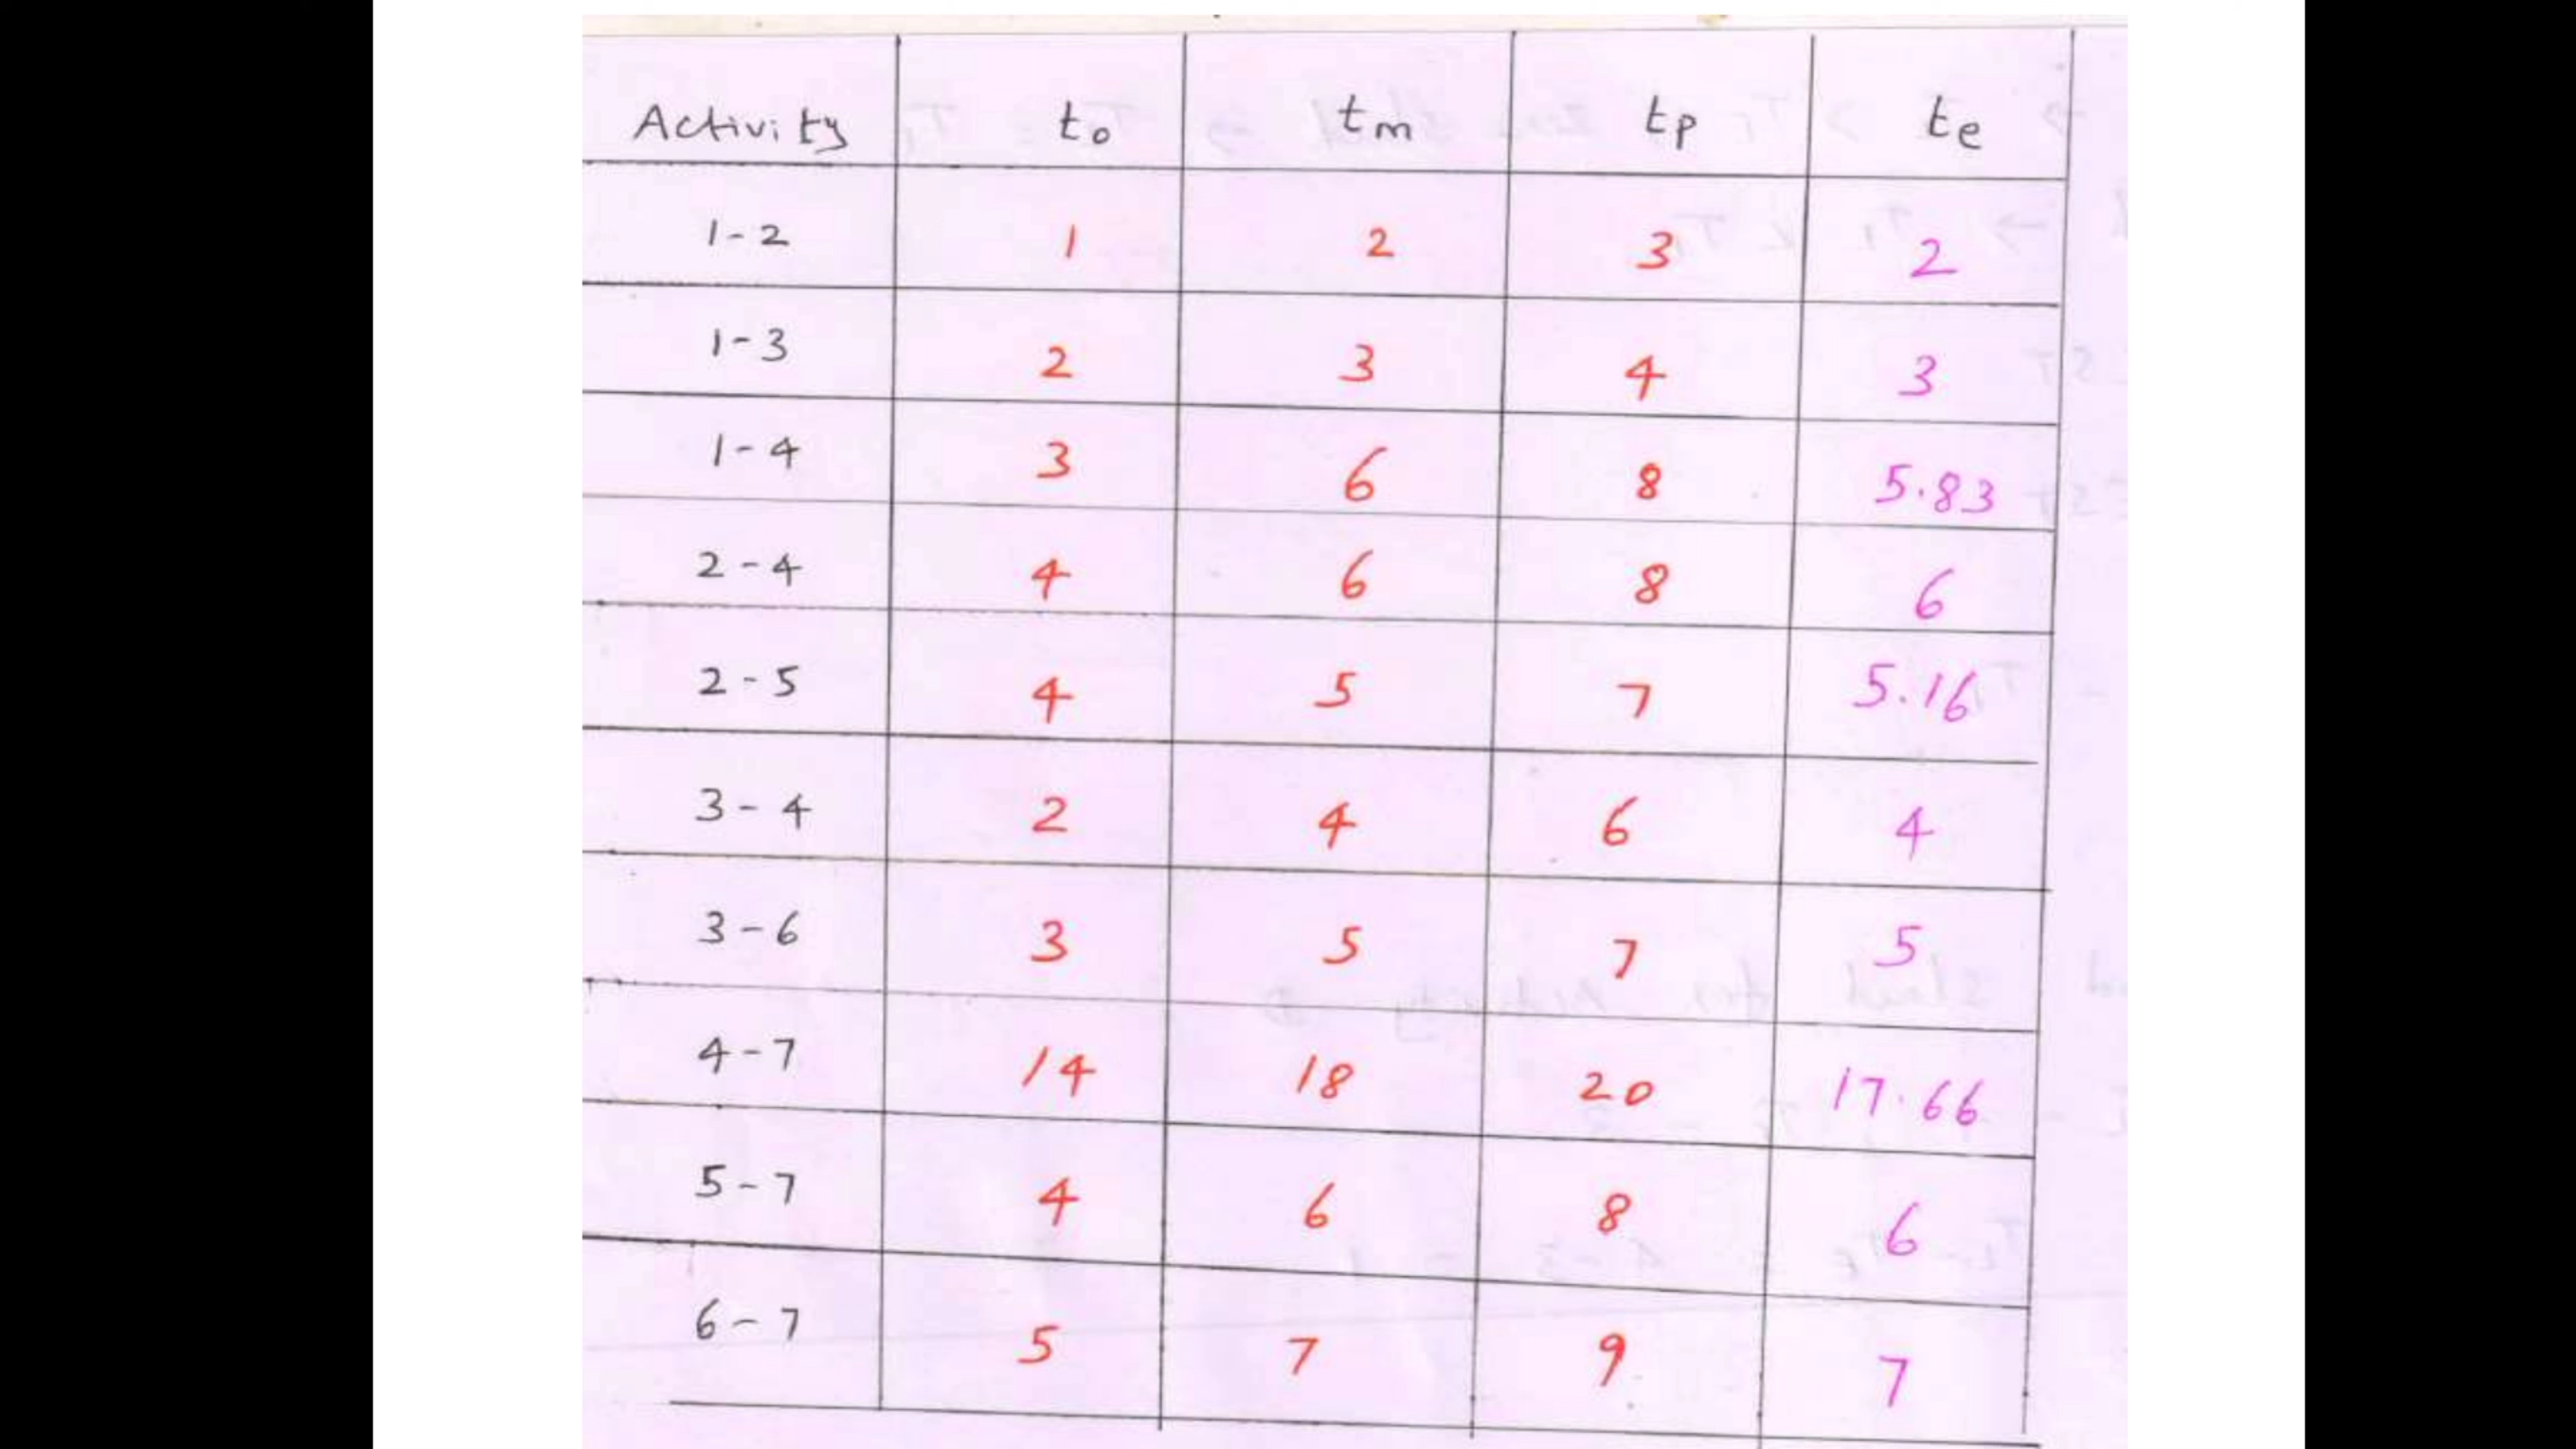 Activity to tm tp te
1-2 1 2 3 2
1-3 2 3 4 3
1-4 3 6 8 5.83
2-4 4 6 8 6
2-5 4 5 7 5.16
3-4 2 4 6 4
3-6 3 5 7 5
4-7 14 18 20 17.66
5-7 4 6 8 6
6-7 5 7 9 7